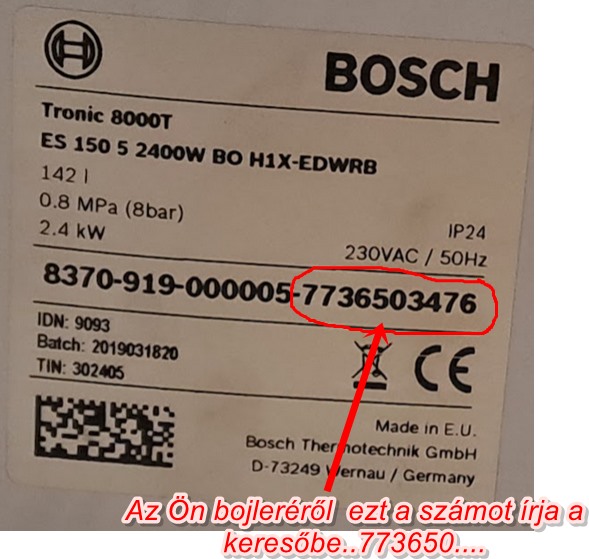 BOSCH
Tronic 8000T
ES 150 5 2400W BO H1X-EDWRB
142 l
0.8 MPa (8bar)
IP24
2.4 kW
230VAC / 50Hz
8370-919-000005-7736503476
IDN: 9093
Batch: 2019031820
TIN: 302405
CE
Made in E.U.
Bosch Thermotechnik GmbH
D-73249 Wernau / Germany
Az Ön bojleréről ezt a számot írja a
keresőbe..773650....